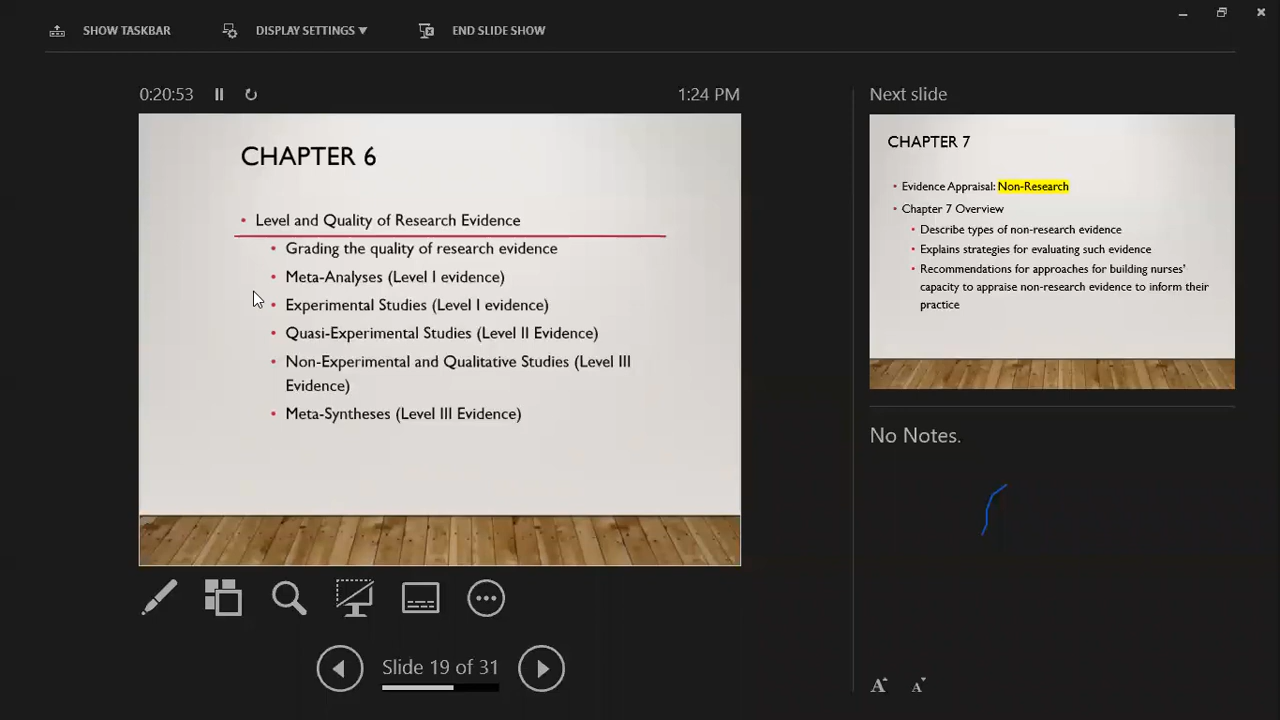 SHOW TASKBAR
DISPLAY SETTINGS ▼
END SLIDE SHOW
0:20:53
1:24 PM
CHAPTER 6
• Level and Quality of Research Evidence
• Grading the quality of research evidence
• Meta-Analyses (Level I evidence)
• Experimental Studies (Level I evidence)
• Quasi-Experimental Studies (Level II Evidence)
• Non-Experimental and Qualitative Studies (Level III
Evidence)
• Meta-Syntheses (Level III Evidence)
Slide 19 of 31
Next slide
CHAPTER 7
• Evidence Appraisal: Non-Research
• Chapter 7 Overview
• Describe types of non-research evidence
• Explains strategies for evaluating such evidence
• Recommendations for approaches for building nurses'
capacity to appraise non-research evidence to inform their
practice
No Notes.
A A